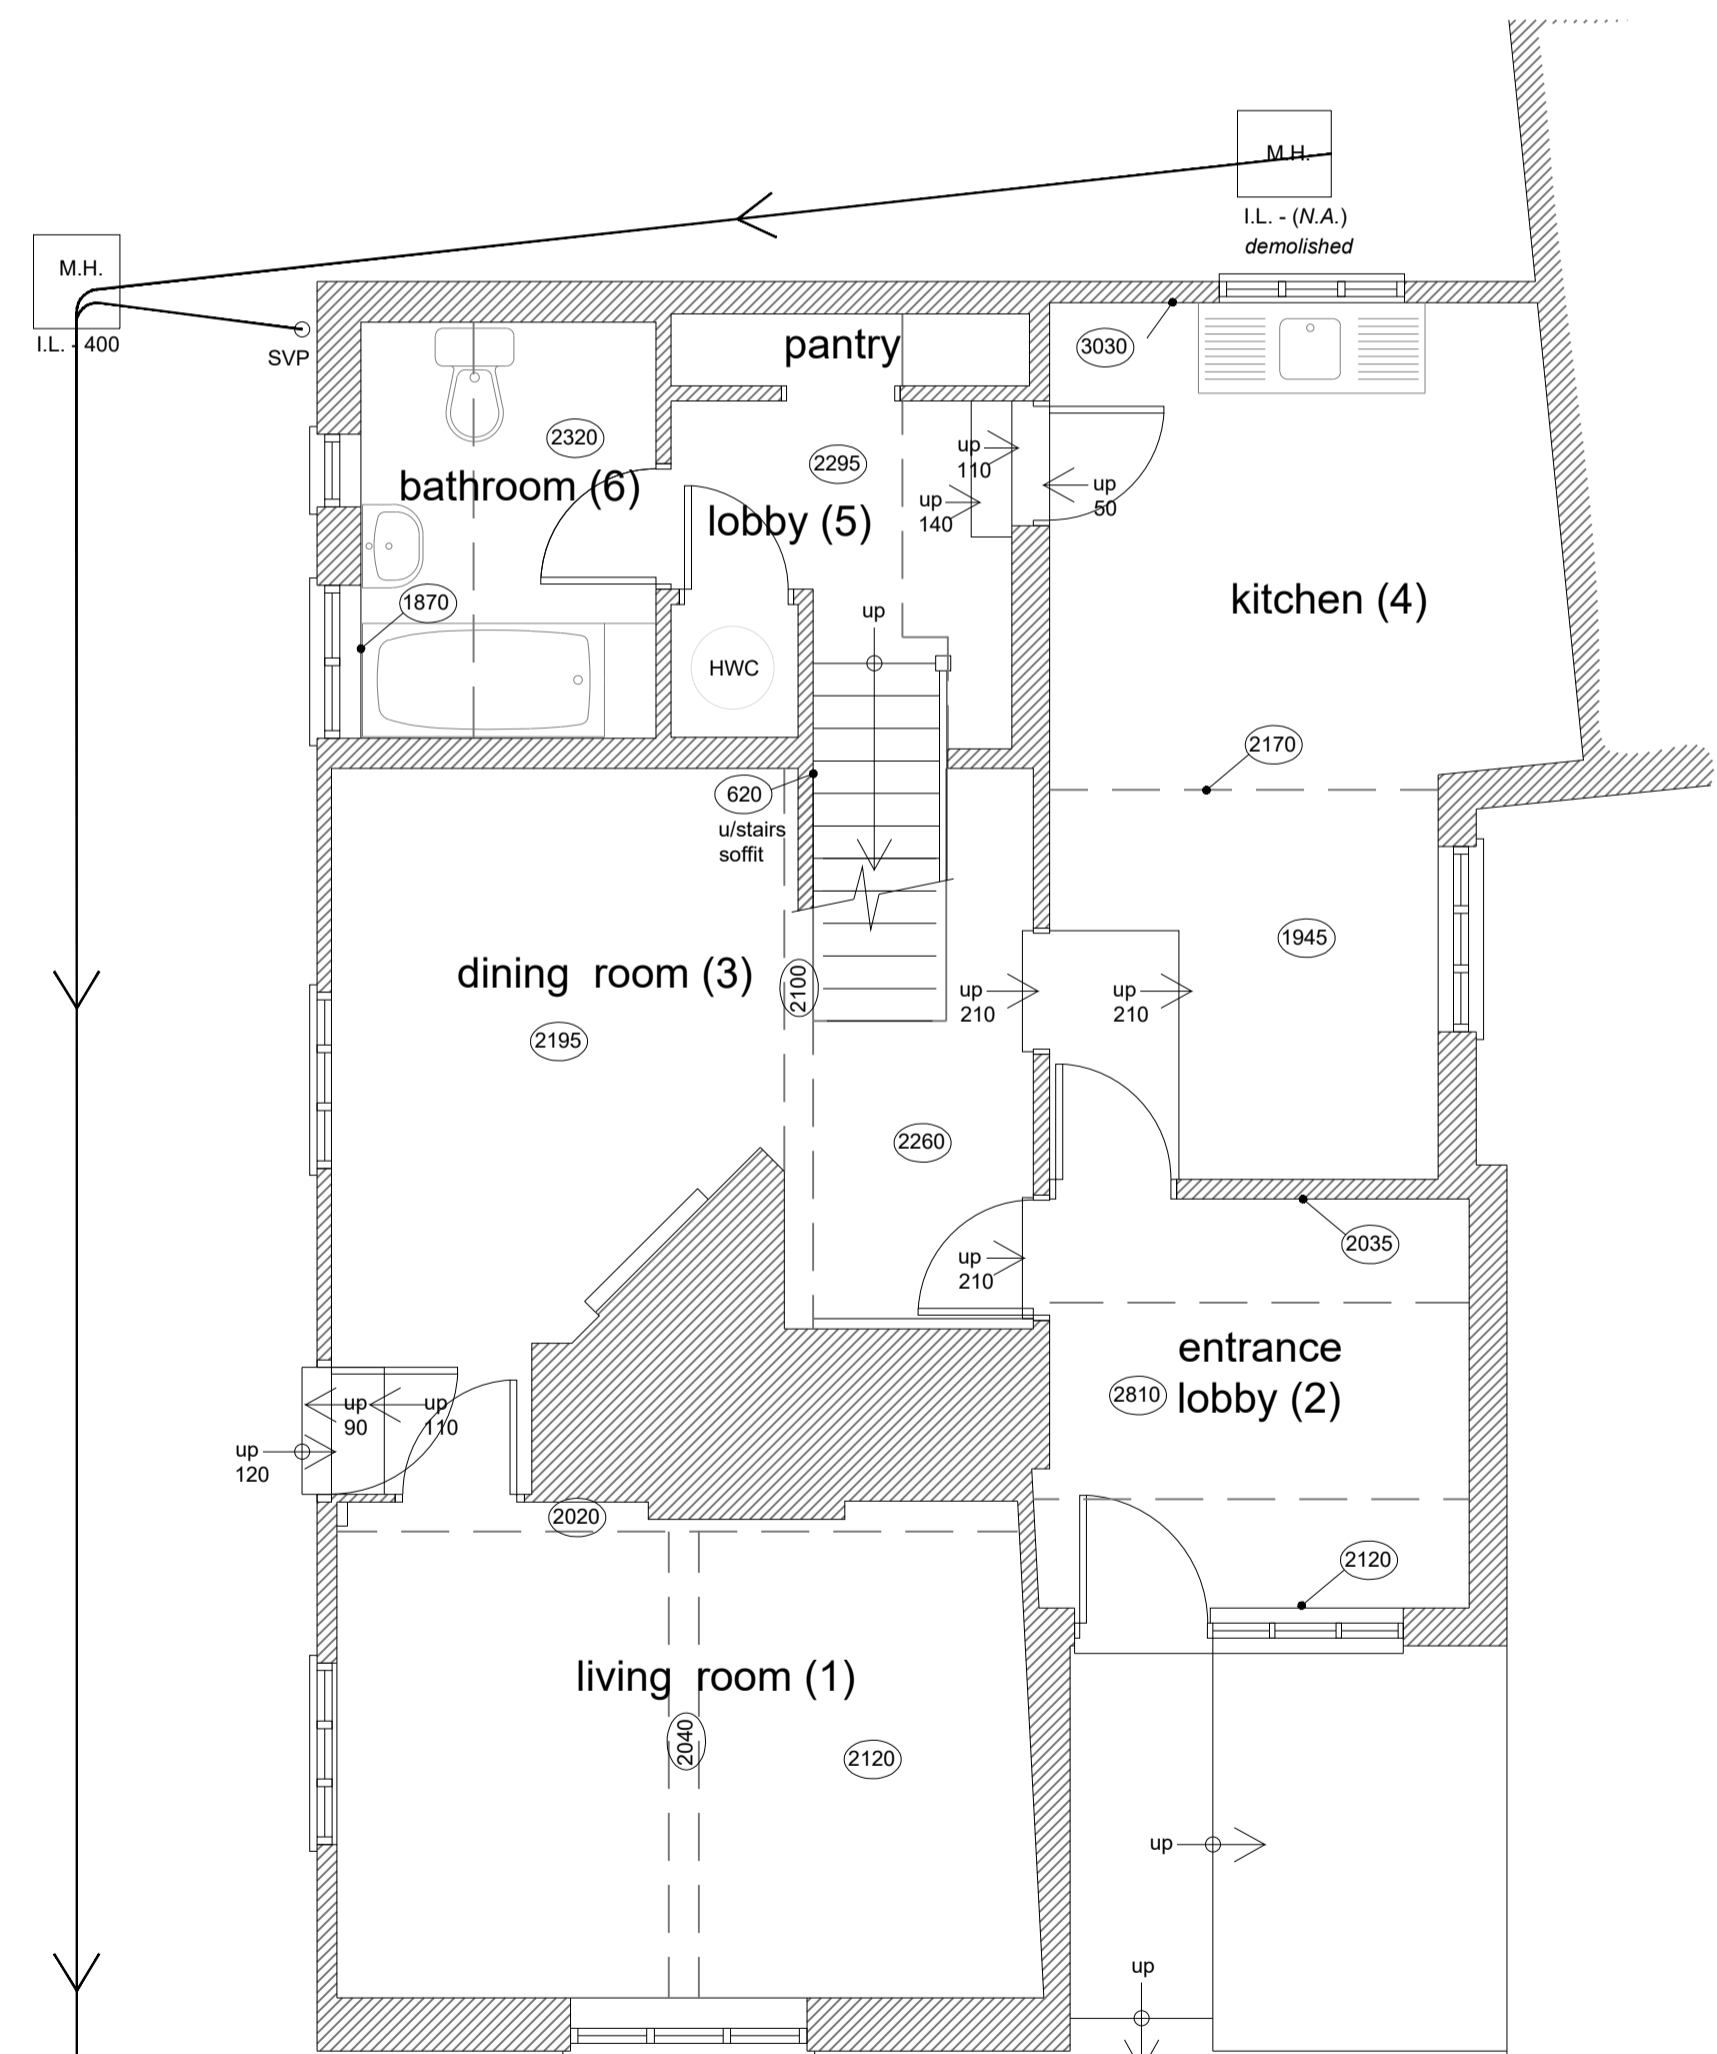 M.H.
I.L. - (N.A.)
demolished
M.H.
I.L. - 400
SVP
pantry
3030
2320
bathroom (6)
2295
lobby (5)
up
110
up
140
up
50
1870
up
kitchen (4)
HWC
2170
620
u/stairs
soffit
1945
dining room (3)
2100
up
210
up
210
2195
2260
2035
up
210
entrance
lobby (2)
2810
up
90
up
110
up
120
2020
2120
living room (1)
2040
2120
up
up